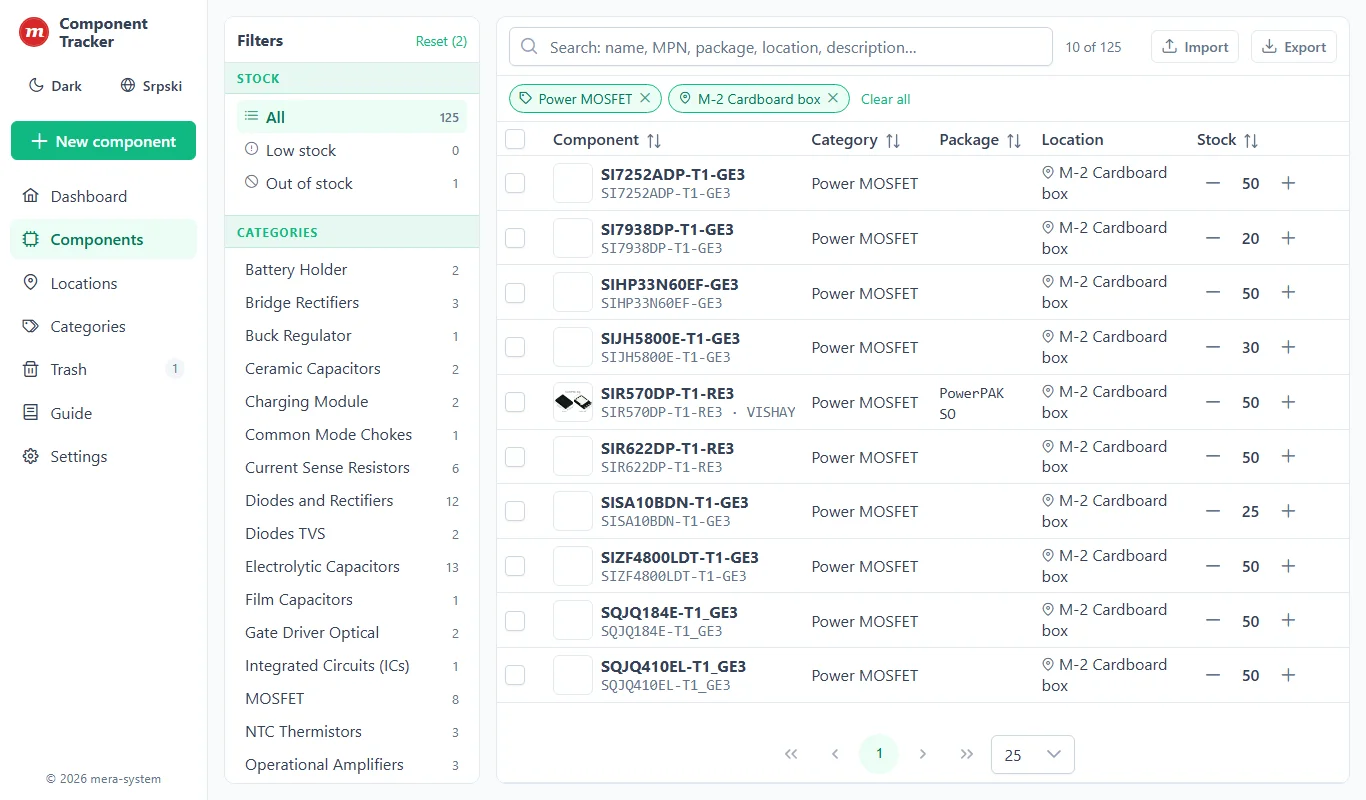 m
Component
Tracker
Dark
Srpski
New component
Dashboard
Components
Locations
Categories
Trash 1
Guide
Settings
© 2026 mera-system
Filters Reset (2)
STOCK
All 125
Low stock 0
Out of stock 1
CATEGORIES
Battery Holder 2
Bridge Rectifiers 3
Buck Regulator 1
Ceramic Capacitors 2
Charging Module 2
Common Mode Chokes 1
Current Sense Resistors 6
Diodes and Rectifiers 12
Diodes TVS 2
Electrolytic Capacitors 13
Film Capacitors 1
Gate Driver Optical 2
Integrated Circuits (ICs) 1
MOSFET 8
NTC Thermistors 3
Operational Amplifiers 3
Search: name, MPN, package, location, description...
10 of 125
Import
Export
Power MOSFET
M-2 Cardboard box
Clear all
Component Category Package Location Stock
SI7252ADP-T1-GE3
SI7252ADP-T1-GE3
Power MOSFET
M-2 Cardboard
box
50
SI7938DP-T1-GE3
SI7938DP-T1-GE3
Power MOSFET
M-2 Cardboard
box
20
SIHP33N60EF-GE3
SIHP33N60EF-GE3
Power MOSFET
M-2 Cardboard
box
50
SIJH5800E-T1-GE3
SIJH5800E-T1-GE3
Power MOSFET
M-2 Cardboard
box
30
SIR570DP-T1-RE3
SIR570DP-T1-RE3 · VISHAY
Power MOSFET
PowerPAK
SO
M-2 Cardboard
box
50
SIR622DP-T1-RE3
SIR622DP-T1-RE3
Power MOSFET
M-2 Cardboard
box
50
SISA10BDN-T1-GE3
SISA10BDN-T1-GE3
Power MOSFET
M-2 Cardboard
box
25
SIZF4800LDT-T1-GE3
SIZF4800LDT-T1-GE3
Power MOSFET
M-2 Cardboard
box
50
SQJQ184E-T1_GE3
SQJQ184E-T1_GE3
Power MOSFET
M-2 Cardboard
box
50
SQJQ410EL-T1_GE3
SQJQ410EL-T1_GE3
Power MOSFET
M-2 Cardboard
box
50
1
25